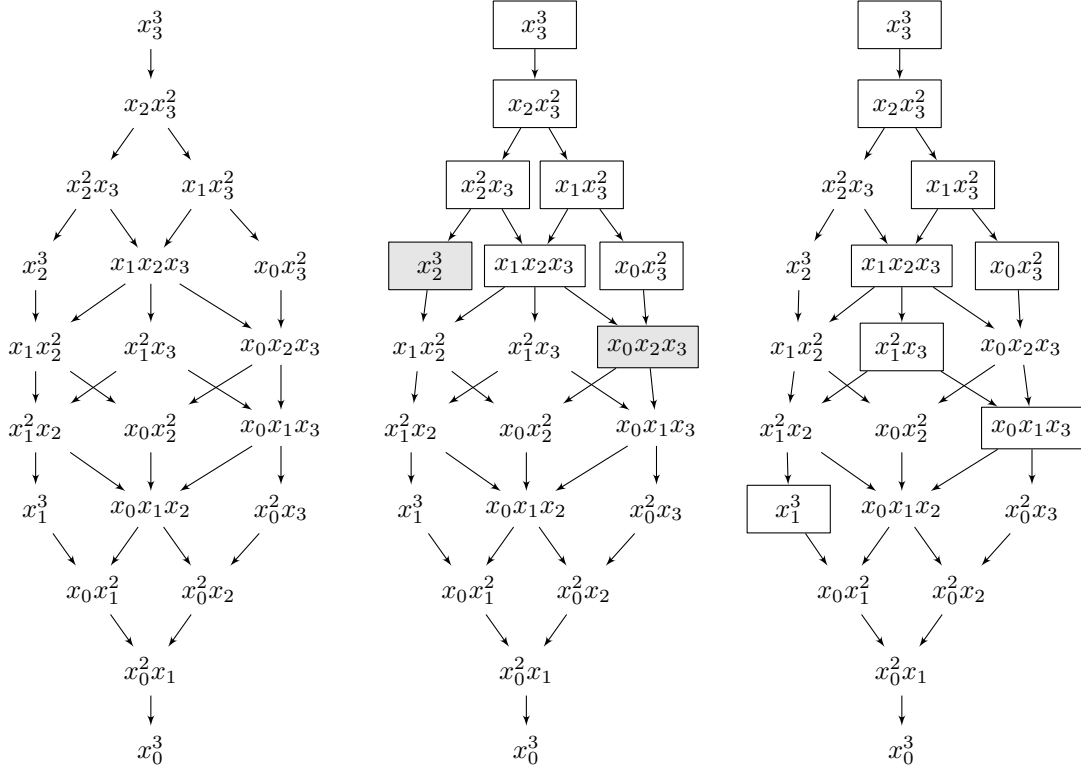 $x_3^3$ $x_3^3$ $x_3^3$
$x_2x_3^2$ $x_2x_3^2$ $x_2x_3^2$
$x_2^2x_3$ $x_1x_3^2$ $x_2^2x_3$ $x_1x_3^2$ $x_2^2x_3$ $x_1x_3^2$
$x_2^3$ $x_1x_2x_3$ $x_0x_3^2$ $x_2^3$ $x_1x_2x_3$ $x_0x_3^2$ $x_2^3$ $x_1x_2x_3$ $x_0x_3^2$
$x_1x_2^2$ $x_1^2x_3$ $x_0x_2x_3$ $x_1x_2^2$ $x_1^2x_3$ $x_0x_2x_3$ $x_1x_2^2$ $x_1^2x_3$ $x_0x_2x_3$
$x_1^2x_2$ $x_0x_2^2$ $x_0x_1x_3$ $x_1^2x_2$ $x_0x_2^2$ $x_0x_1x_3$ $x_1^2x_2$ $x_0x_2^2$ $x_0x_1x_3$
$x_1^3$ $x_0x_1x_2$ $x_0^2x_3$ $x_1^3$ $x_0x_1x_2$ $x_0^2x_3$ $x_1^3$ $x_0x_1x_2$ $x_0^2x_3$
$x_0x_1^2$ $x_0^2x_2$ $x_0x_1^2$ $x_0^2x_2$ $x_0x_1^2$ $x_0^2x_2$
$x_0^2x_1$ $x_0^2x_1$ $x_0^2x_1$
$x_0^3$ $x_0^3$ $x_0^3$